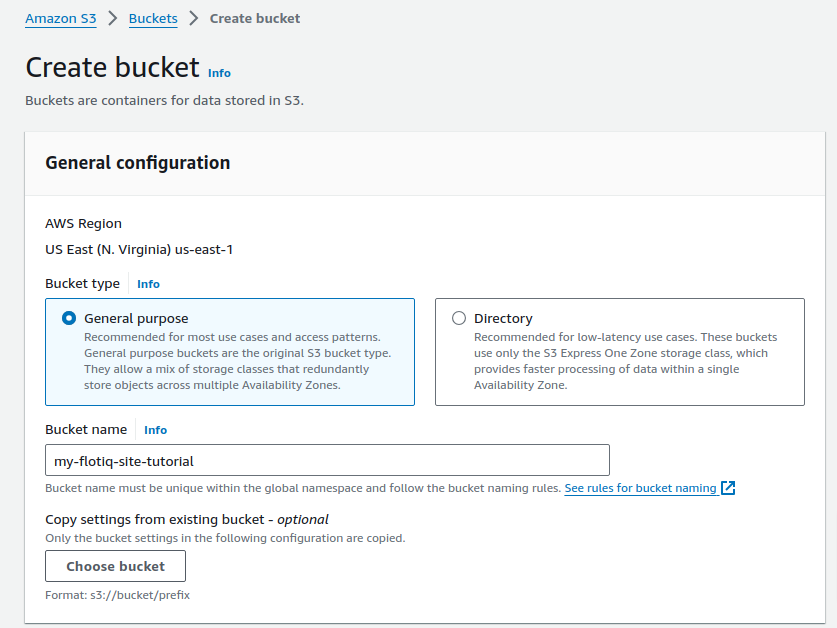 Amazon S3 > Buckets > Create bucket
Create bucket Info
Buckets are containers for data stored in S3.
General configuration
AWS Region
US East (N. Virginia) us-east-1
Bucket type Info
General purpose
Recommended for most use cases and access patterns.
General purpose buckets are the original S3 bucket type.
They allow a mix of storage classes that redundantly
store objects across multiple Availability Zones.
Directory
Recommended for low-latency use cases. These buckets
use only the S3 Express One Zone storage class, which
provides faster processing of data within a single
Availability Zone.
Bucket name Info
my-flotiq-site-tutorial
Bucket name must be unique within the global namespace and follow the bucket naming rules. See rules for bucket naming
Copy settings from existing bucket - optional
Only the bucket settings in the following configuration are copied.
Choose bucket
Format: s3://bucket/prefix